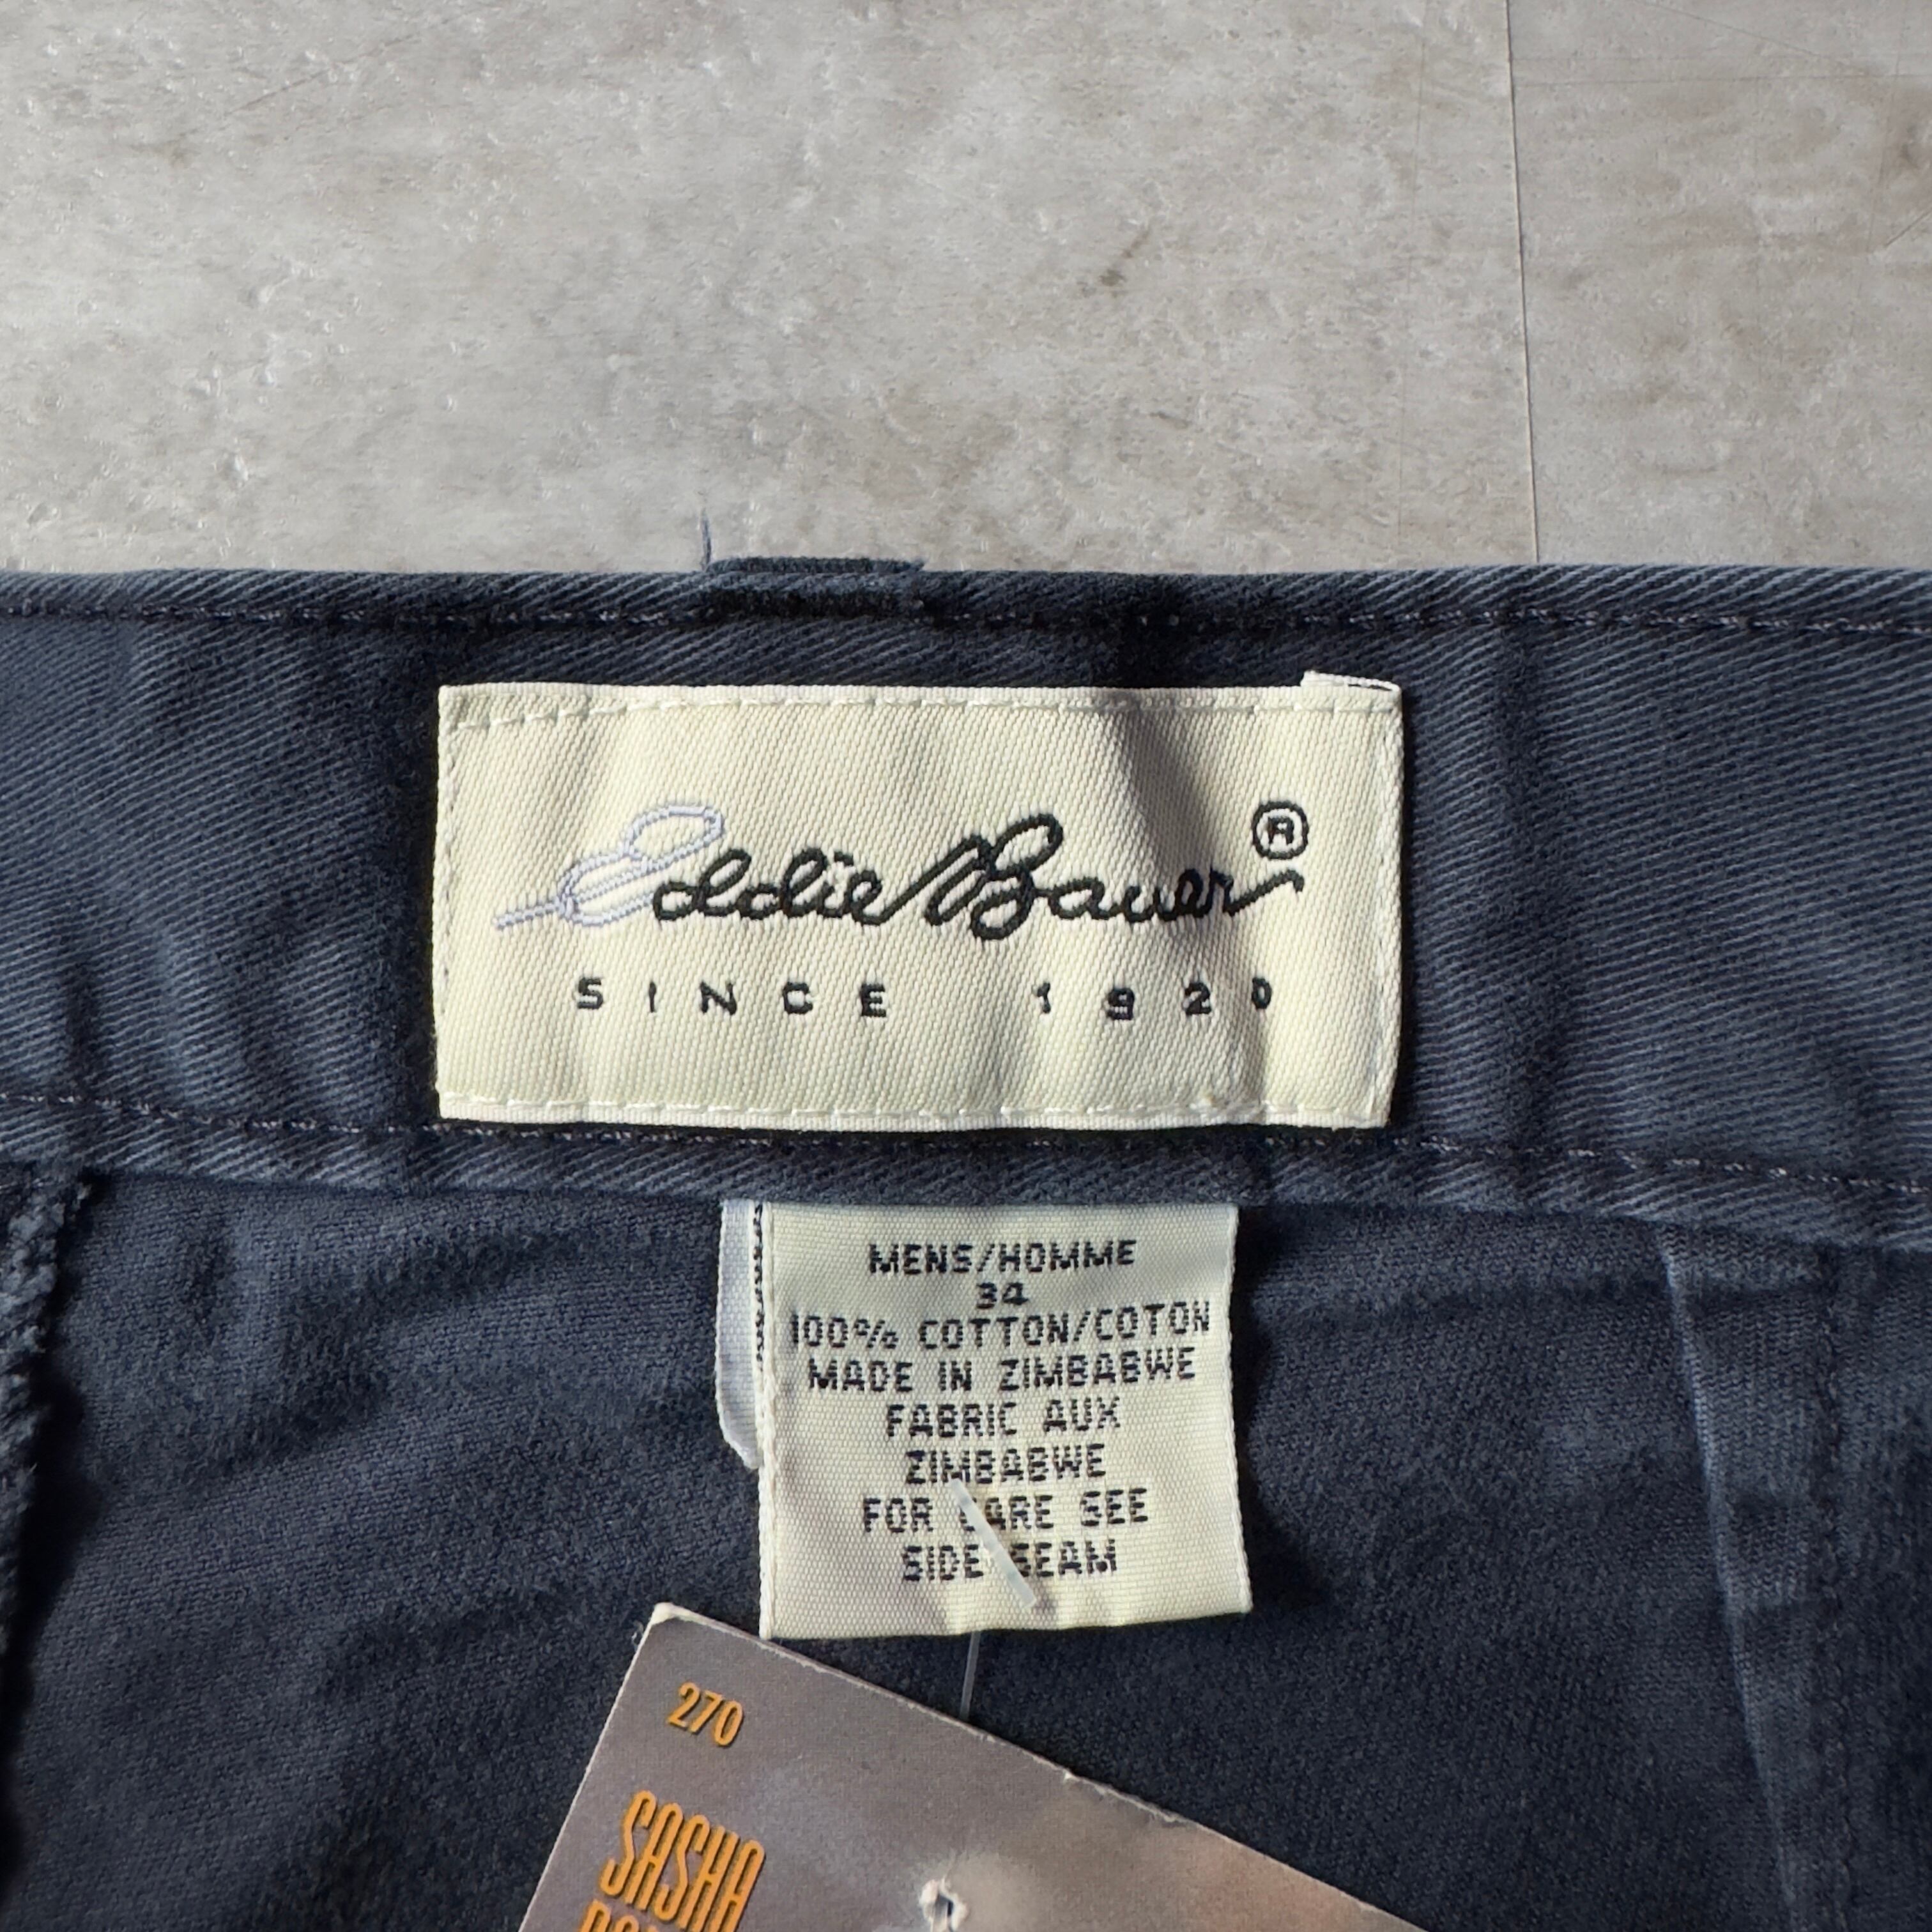 Eddie Bauer®
SINCE 1920
MENS/HOMME
34
100% COTTON/COTON
MADE IN ZIMBABWE
FABRIC AUX
ZIMBABWE
FOR CARE SEE
SIDE SEAM
270
SASHA